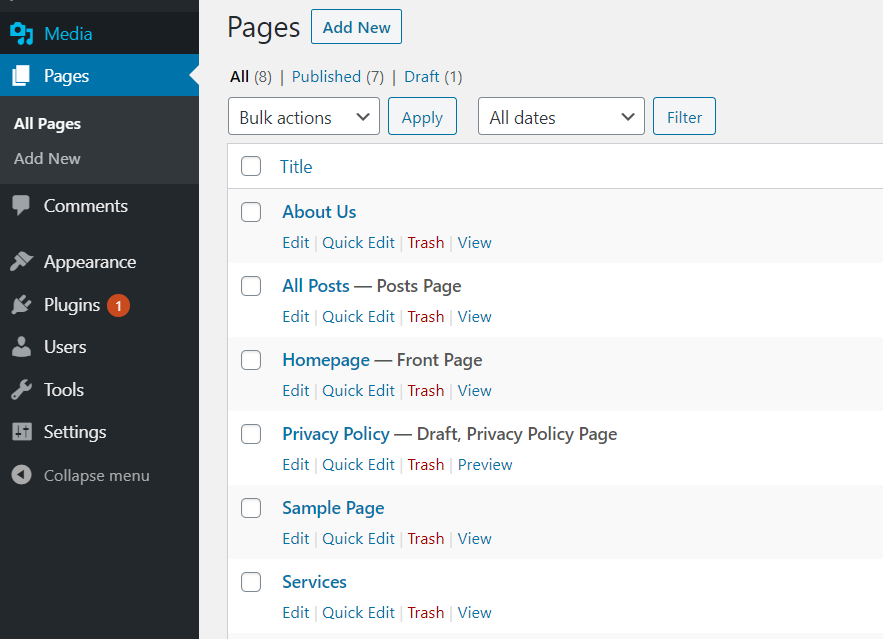 Media
Pages
All Pages
Add New
Comments
Appearance
Plugins 1
Users
Tools
Settings
Collapse menu
Pages Add New
All (8) | Published (7) | Draft (1)
Bulk actions Apply All dates Filter
Title
About Us
Edit | Quick Edit | Trash | View
All Posts — Posts Page
Edit | Quick Edit | Trash | View
Homepage — Front Page
Edit | Quick Edit | Trash | View
Privacy Policy — Draft, Privacy Policy Page
Edit | Quick Edit | Trash | Preview
Sample Page
Edit | Quick Edit | Trash | View
Services
Edit | Quick Edit | Trash | View